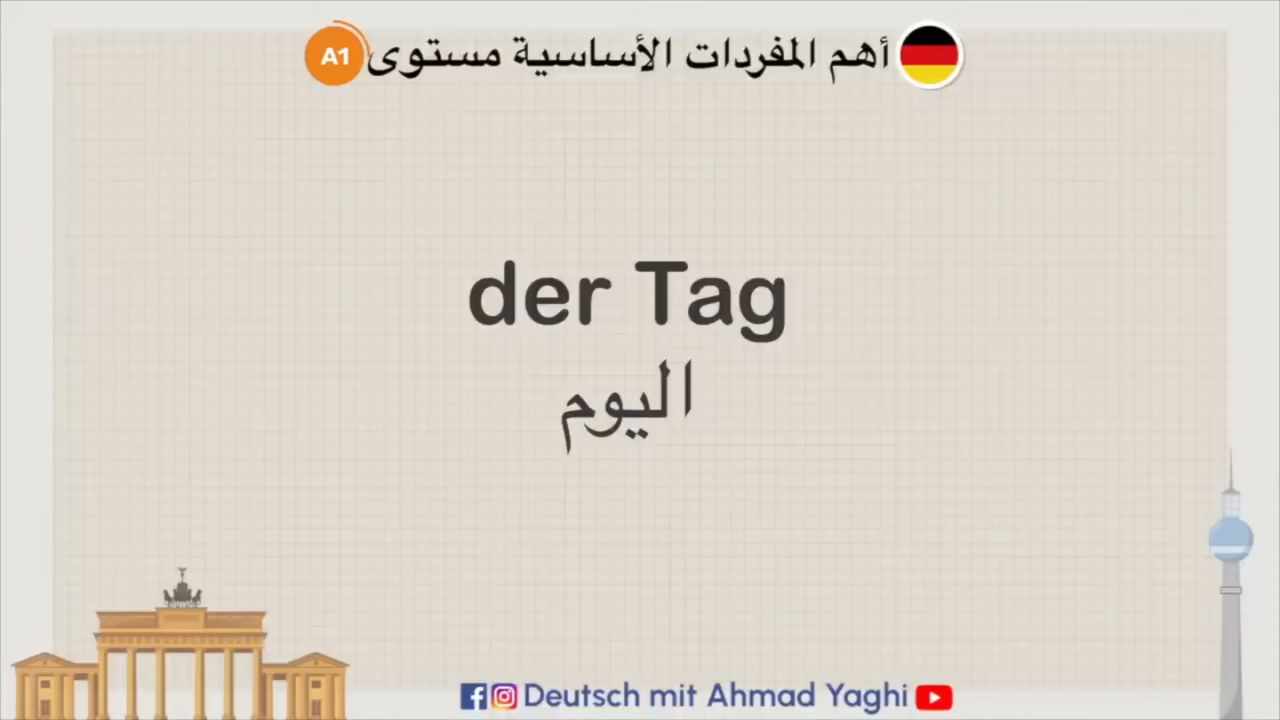 أهم المفردات الأساسية مستوى A1
der Tag
اليوم
Deutsch mit Ahmad Yaghi